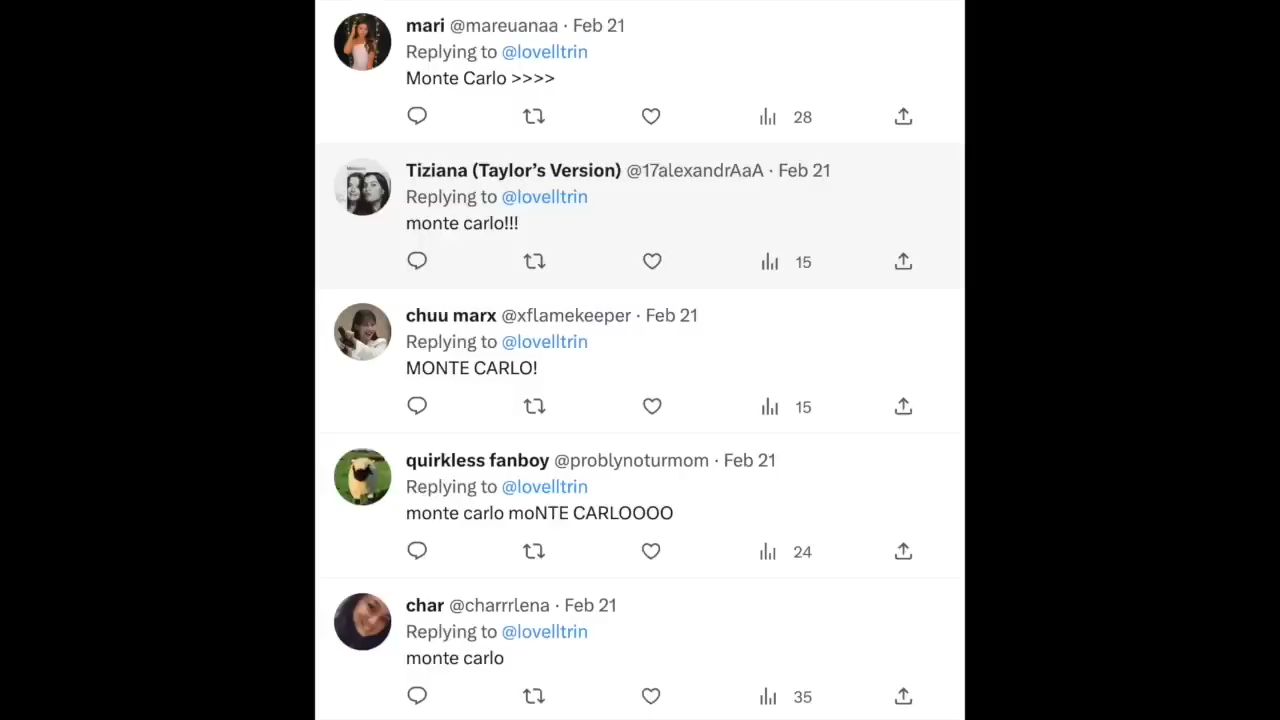 mari @mareuanaa · Feb 21
Replying to @lovelltrin
Monte Carlo >>>>
28
Tiziana (Taylor's Version) @17alexandrAaA · Feb 21
Replying to @lovelltrin
monte carlo!!!
15
chuu marx @xflamekeeper · Feb 21
Replying to @lovelltrin
MONTE CARLO!
15
quirkless fanboy @problynoturmom · Feb 21
Replying to @lovelltrin
monte carlo moNTE CARLOOOO
24
char @charrrlena · Feb 21
Replying to @lovelltrin
monte carlo
35